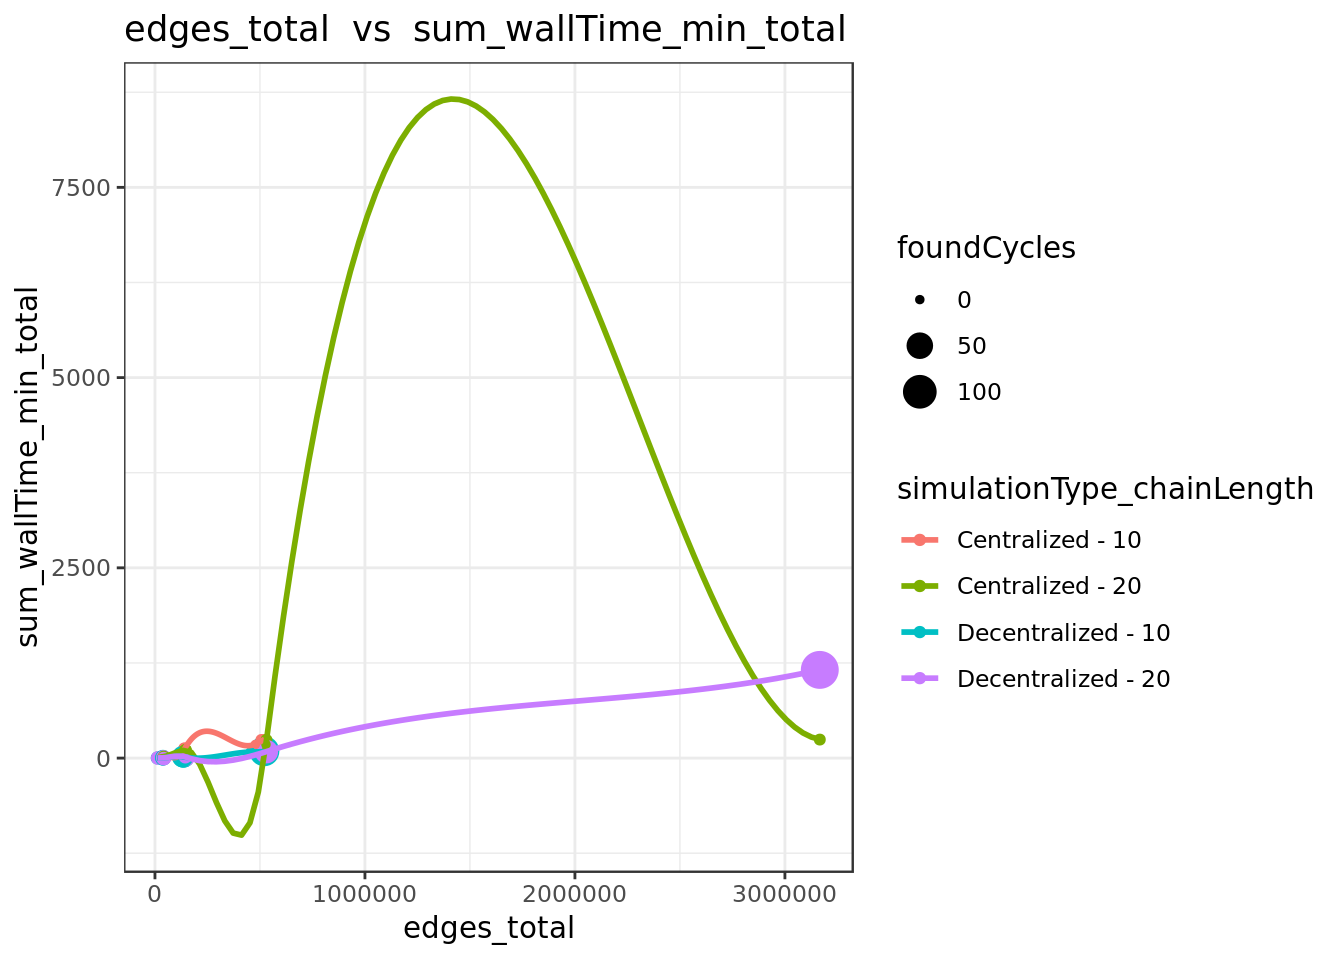 edges_total vs sum_wallTime_min_total
sum_wallTime_min_total
7500
5000
2500
0
0
1000000
2000000
3000000
edges_total
foundCycles
0
50
100
simulationType_chainLength
Centralized - 10
Centralized - 20
Decentralized - 10
Decentralized - 20